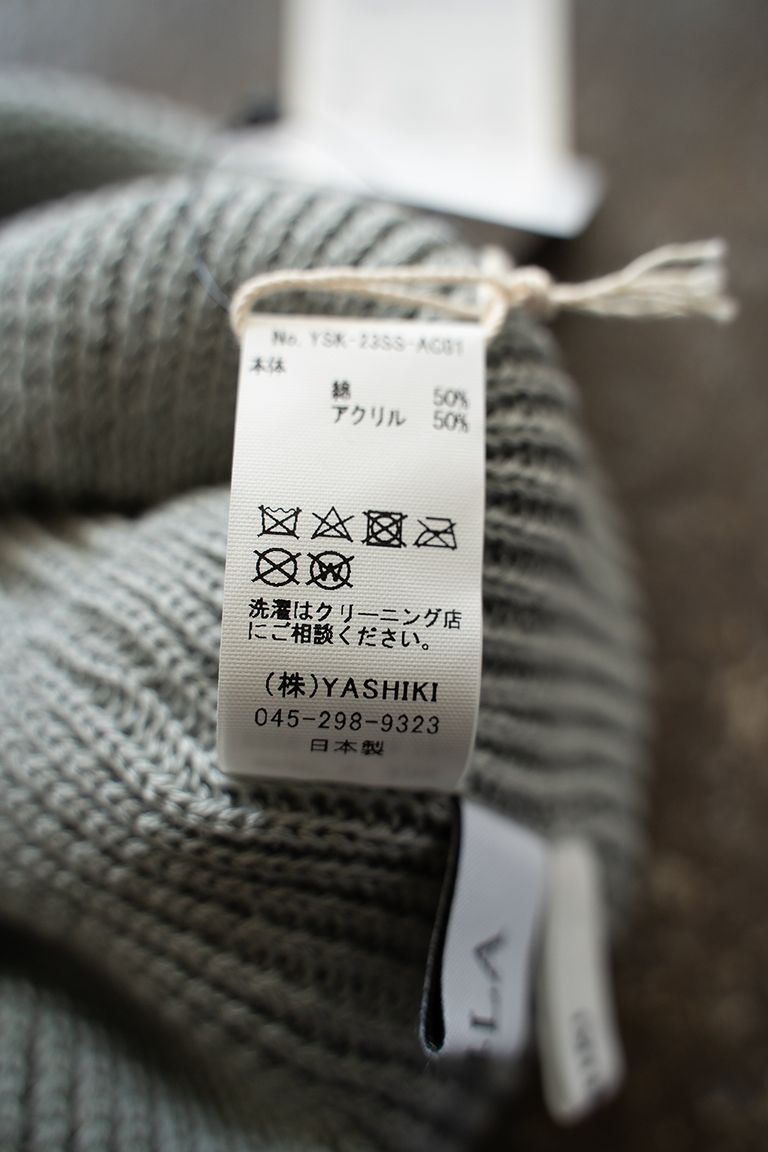 No. YSK-23SS-AC01
本体
綿 50%
アクリル 50%
W
洗濯はクリーニング店
にご相談ください。
(株)YASHIKI
045-298-9323
日本製
LA